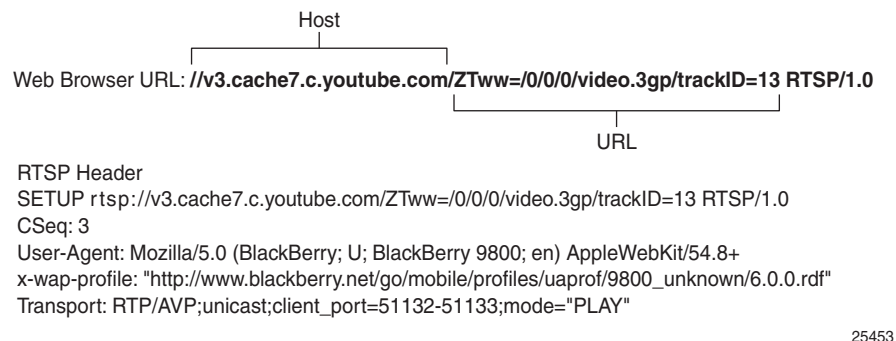 Host
Web Browser URL: //v3.cache7.c.youtube.com/ZTww=/0/0/0/video.3gp/trackID=13 RTSP/1.0
URL
RTSP Header
SETUP rtsp://v3.cache7.c.youtube.com/ZTww=/0/0/0/video.3gp/trackID=13 RTSP/1.0
CSeq: 3
User-Agent: Mozilla/5.0 (BlackBerry; U; BlackBerry 9800; en) AppleWebKit/54.8+
x-wap-profile: "http://www.blackberry.net/go/mobile/profiles/uaprof/9800_unknown/6.0.0.rdf"
Transport: RTP/AVP;unicast;client_port=51132-51133;mode="PLAY"
25453